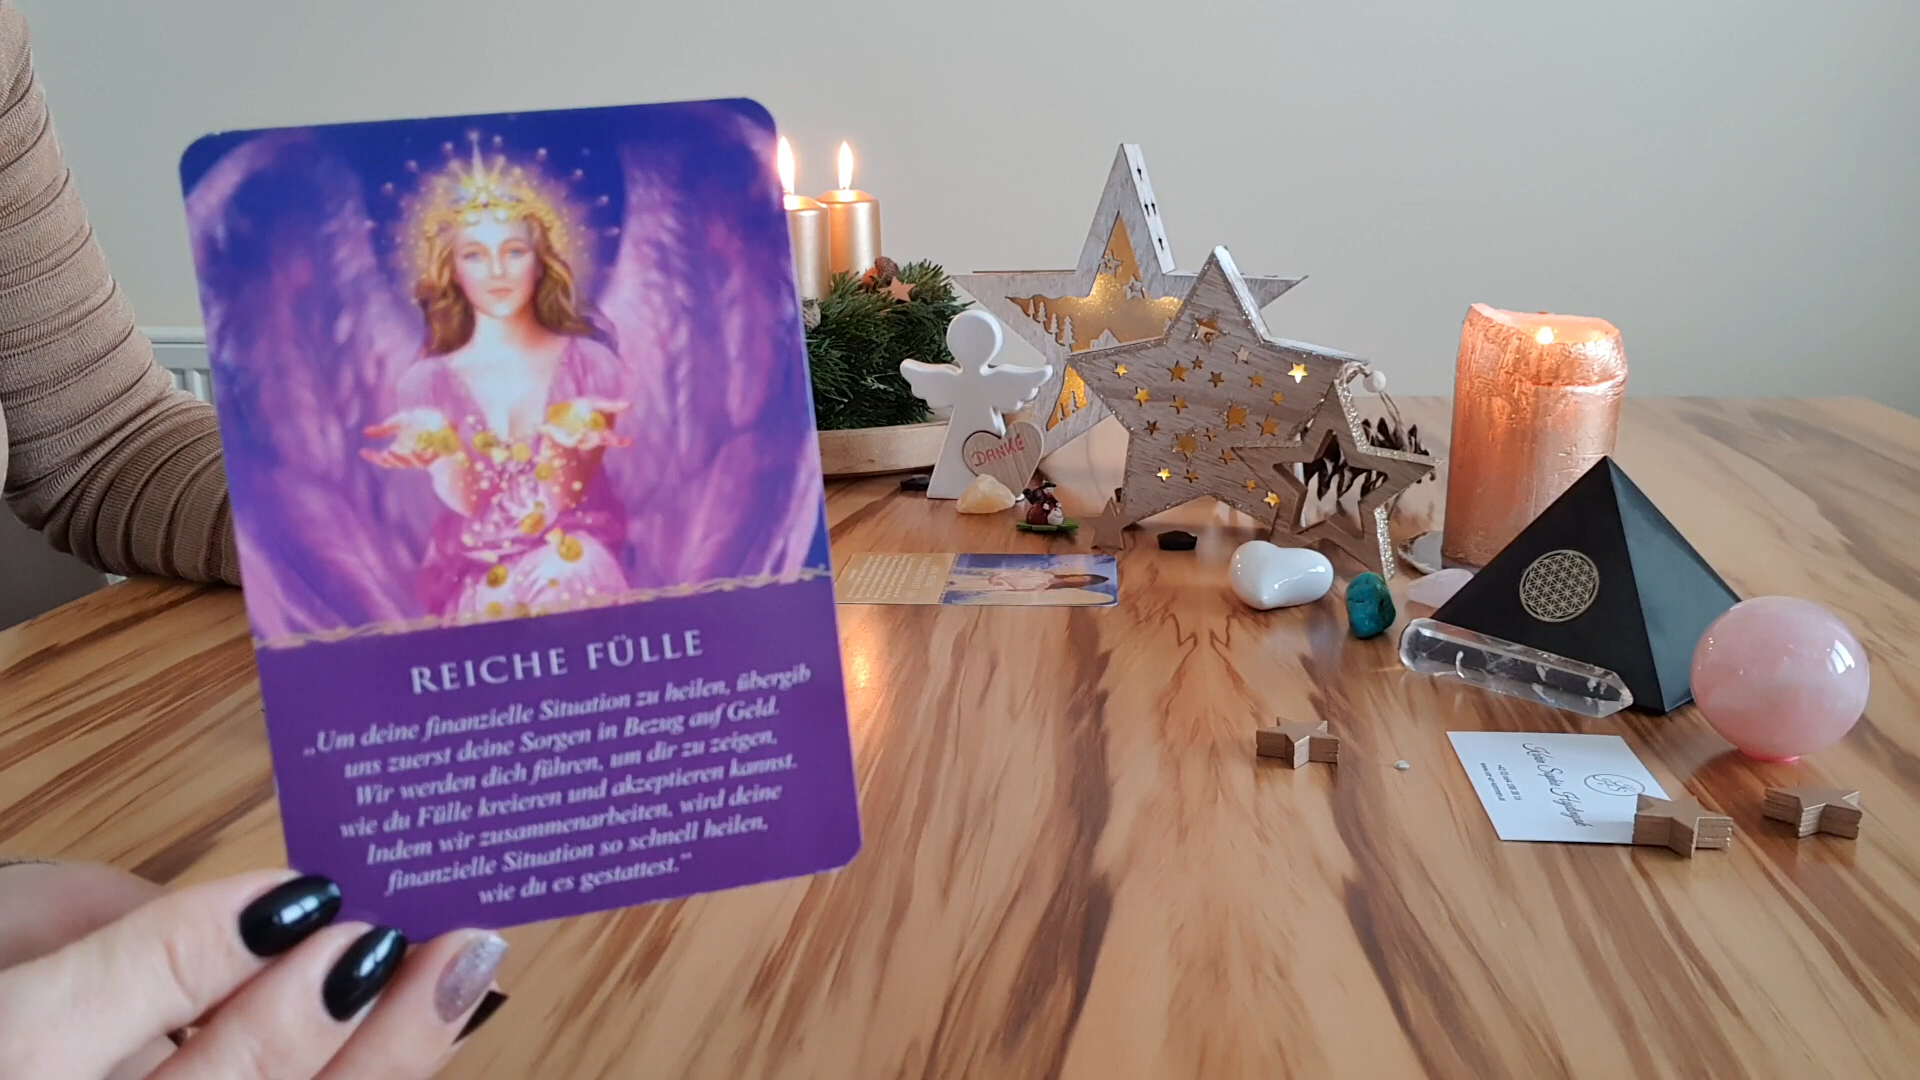 REICHE FÜLLE
„Um deine finanzielle Situation zu heilen, übergib
uns zuerst deine Sorgen in Bezug auf Geld.
Wir werden dich führen, um dir zu zeigen,
wie du Fülle kreieren und akzeptieren kannst.
Indem wir zusammenarbeiten, wird deine
finanzielle Situation so schnell heilen,
wie du es gestattest.“
DANKE